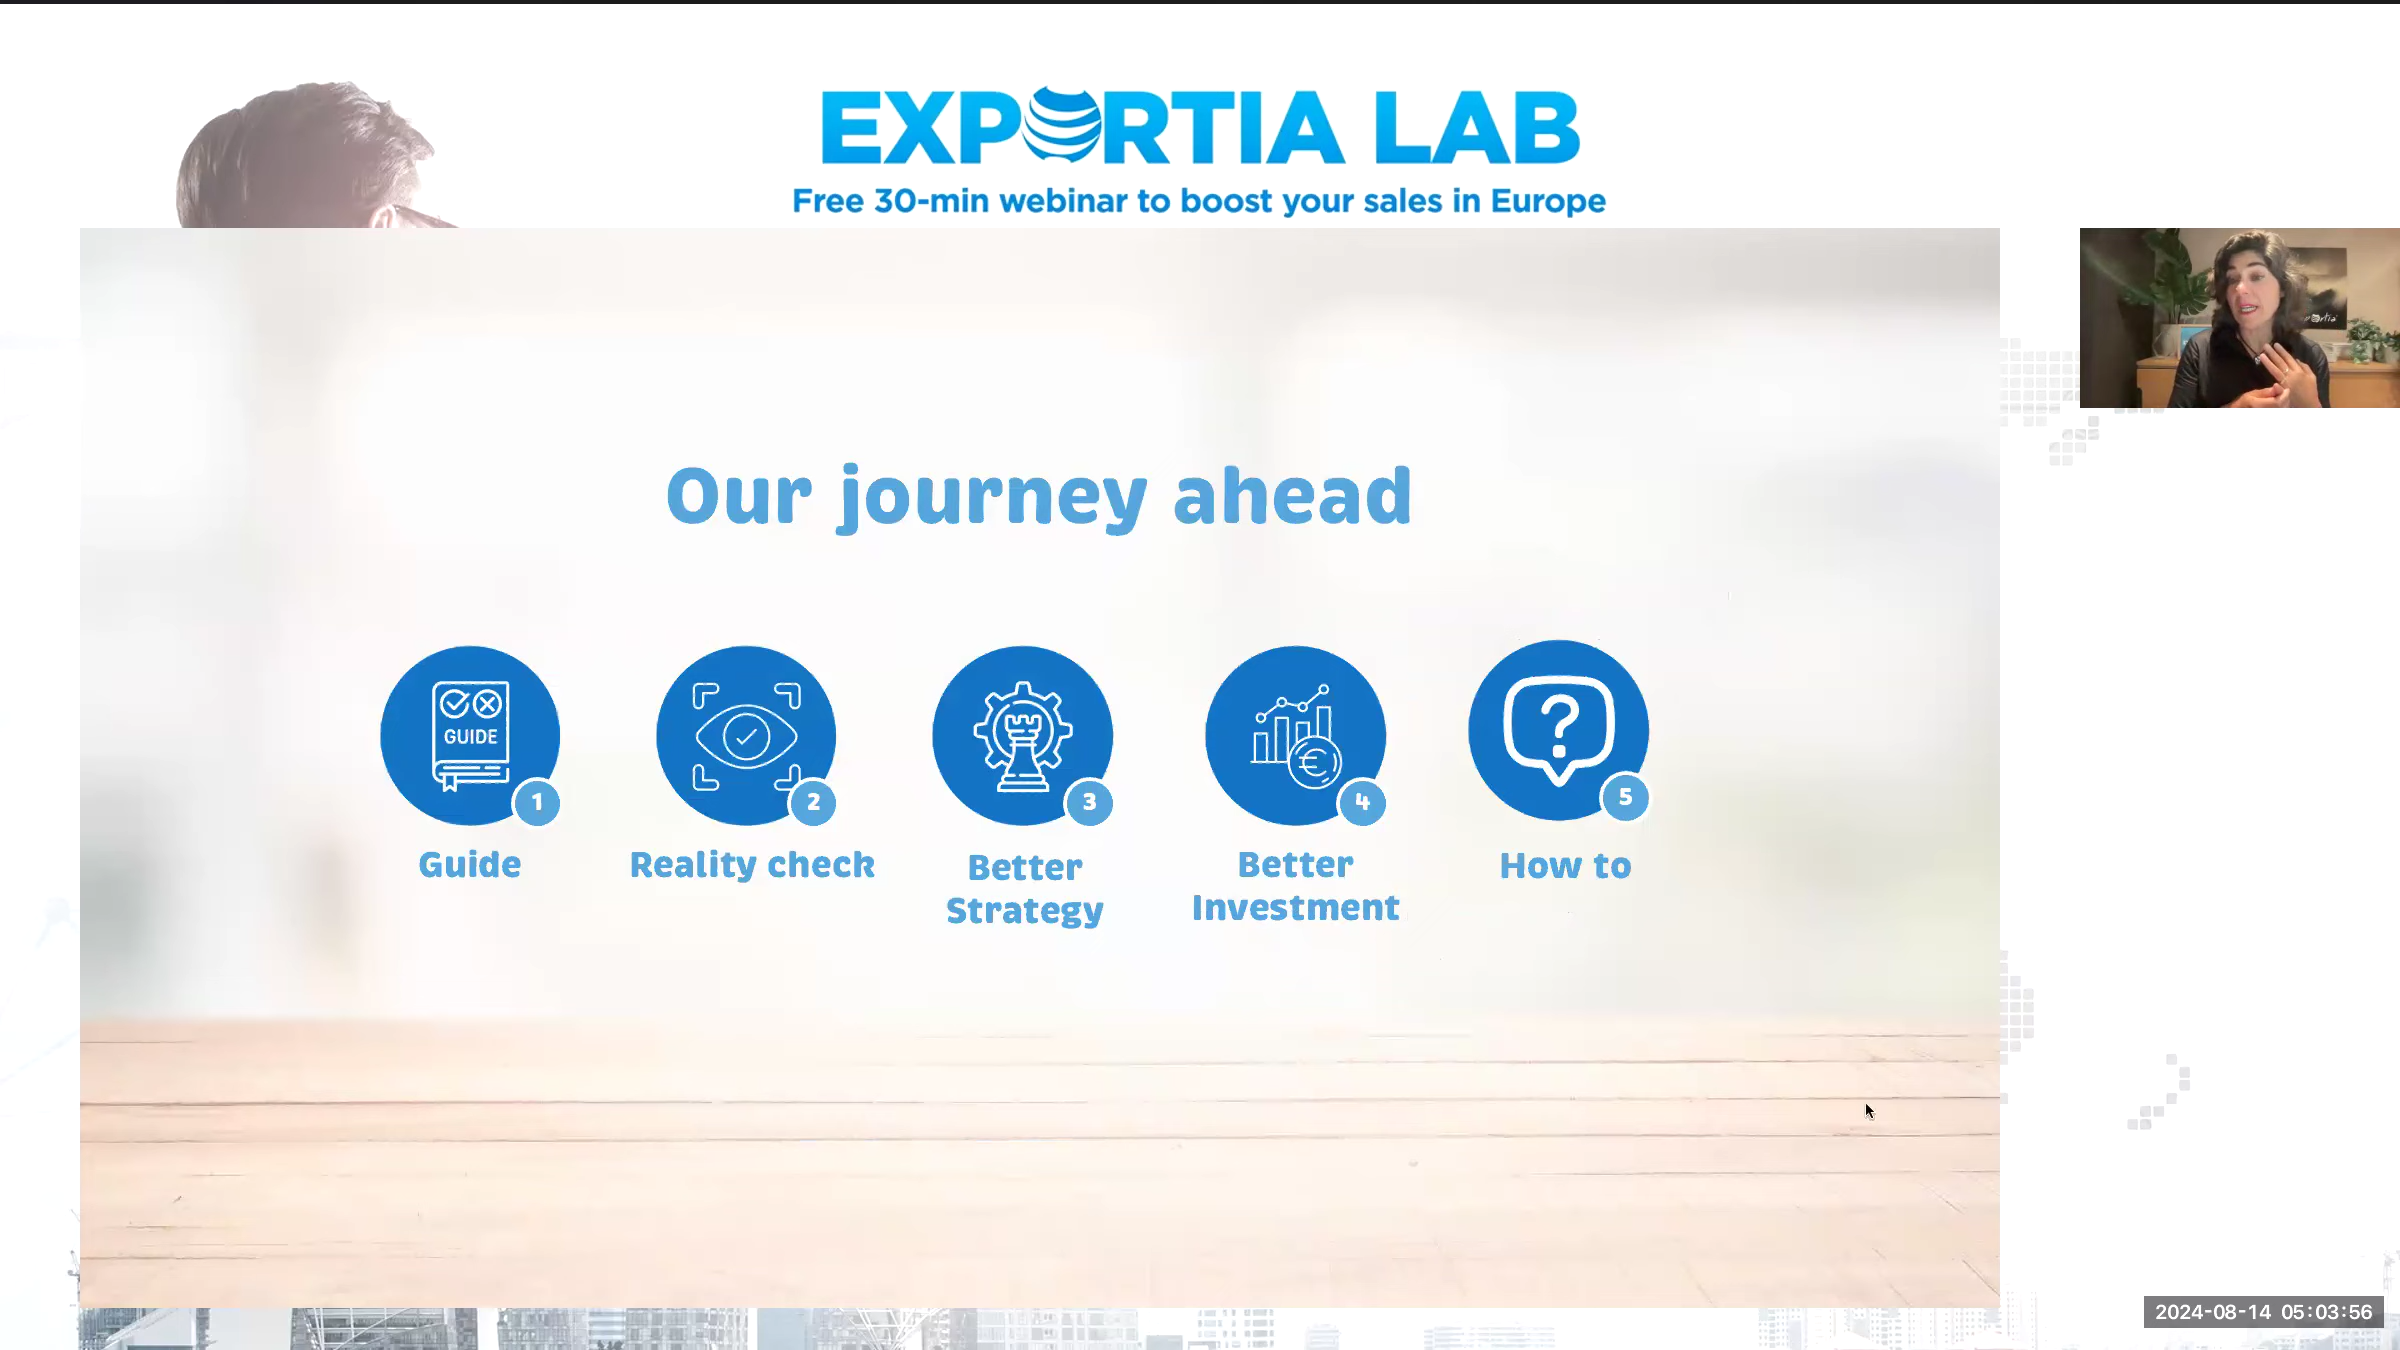 EXPORTIA LAB
Free 30-min webinar to boost your sales in Europe
Our journey ahead
GUIDE
1
2
3
€
4
?
5
Guide
Reality check
Better
Strategy
Better
Investment
How to
2024-08-14 05:03:56